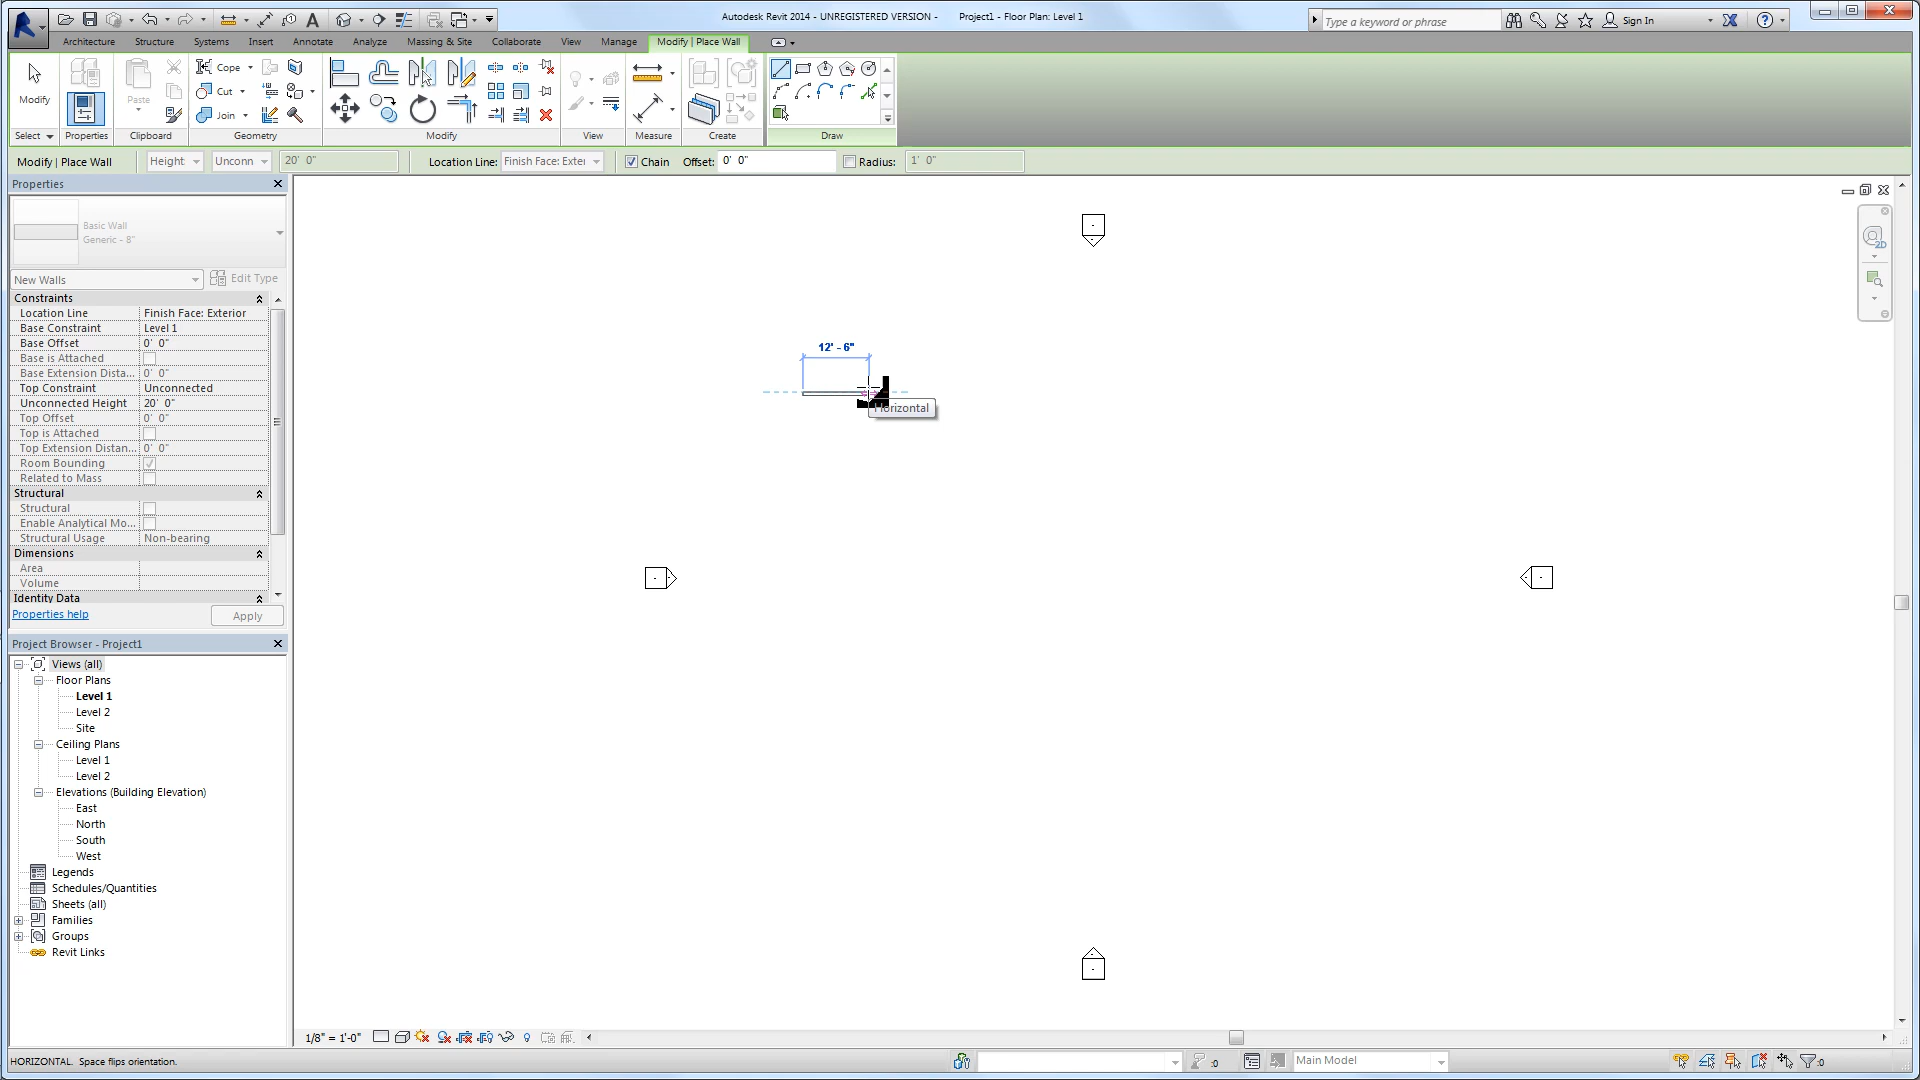 Autodesk Revit 2014 - UNREGISTERED VERSION - Project1 - Floor Plan: Level 1
Type a keyword or phrase
Sign In
Architecture Structure Systems Insert Annotate Analyze Massing & Site Collaborate View Manage Modify | Place Wall
Modify
Paste
Cope
Cut
Join
Select Properties Clipboard Geometry Modify View Measure Create Draw
Modify | Place Wall Height Unconn 20' 0" Location Line: Finish Face: Exter Chain Offset: 0' 0" Radius: 1' 0"
Properties
Basic Wall
Generic - 8"
New Walls Edit Type
Constraints
Location Line Finish Face: Exterior
Base Constraint Level 1
Base Offset 0' 0"
Base is Attached
Base Extension Dista... 0' 0"
Top Constraint Unconnected
Unconnected Height 20' 0"
Top Offset 0' 0"
Top is Attached
Top Extension Distan... 0' 0"
Room Bounding
Related to Mass
Structural
Structural
Enable Analytical Mo...
Structural Usage Non-bearing
Dimensions
Area
Volume
Identity Data
Properties help Apply
Project Browser - Project1
Views (all)
Floor Plans
Level 1
Level 2
Site
Ceiling Plans
Level 1
Level 2
Elevations (Building Elevation)
East
North
South
West
Legends
Schedules/Quantities
Sheets (all)
Families
Groups
Revit Links
12' - 6"
Horizontal
2D
1/8" = 1'-0"
HORIZONTAL. Space flips orientation.
:0
Main Model
:0